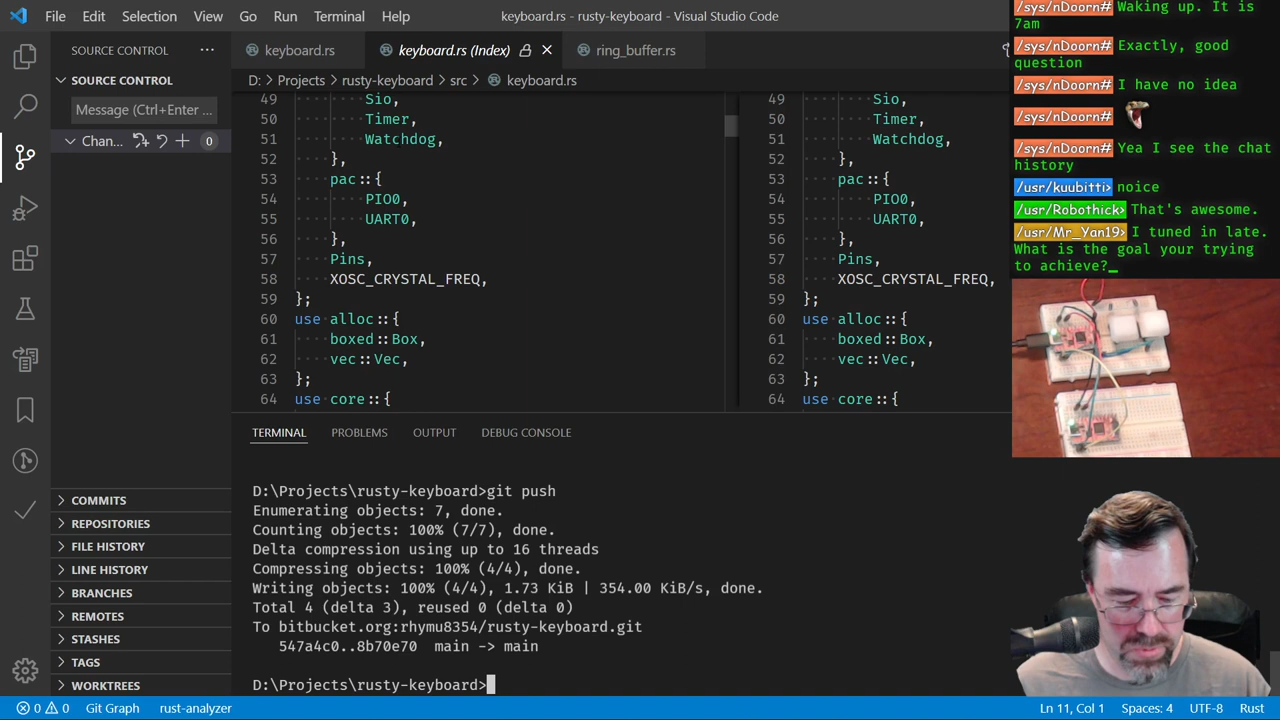 File Edit Selection View Go Run Terminal Help
keyboard.rs - rusty-keyboard - Visual Studio Code
SOURCE CONTROL
SOURCE CONTROL
Message (Ctrl+Enter ...
Chan... 0
COMMITS
REPOSITORIES
FILE HISTORY
LINE HISTORY
BRANCHES
REMOTES
STASHES
TAGS
WORKTREES
keyboard.rs
keyboard.rs (Index)
ring_buffer.rs
D: > Projects > rusty-keyboard > src > keyboard.rs
49 Sio,
50 Timer,
51 Watchdog,
52 },
53 pac::{
54 PIO0,
55 UART0,
56 },
57 Pins,
58 XOSC_CRYSTAL_FREQ,
59 };
60 use alloc::{
61 boxed::Box,
62 vec::Vec,
63 };
64 use core::{
49 Sio,
50 Timer,
51 Watchdog,
52 },
53 pac::{
54 PIO0,
55 UART0,
56 },
57 Pins,
58 XOSC_CRYSTAL_FREQ,
59 };
60 use alloc::{
61 boxed::Box,
62 vec::Vec,
63 };
64 use core::{
TERMINAL PROBLEMS OUTPUT DEBUG CONSOLE
D:\Projects\rusty-keyboard>git push
Enumerating objects: 7, done.
Counting objects: 100% (7/7), done.
Delta compression using up to 16 threads
Compressing objects: 100% (4/4), done.
Writing objects: 100% (4/4), 1.73 KiB | 354.00 KiB/s, done.
Total 4 (delta 3), reused 0 (delta 0)
To bitbucket.org:rhymu8354/rusty-keyboard.git
547a4c0..8b70e70 main -> main
D:\Projects\rusty-keyboard>
/sys/nDoorn# Waking up. It is
7am
/sys/nDoorn# Exactly, good
question
/sys/nDoorn# I have no idea
/sys/nDoorn#
/sys/nDoorn# Yea I see the chat
history
/usr/kuubitti> noice
/usr/Robothick> That's awesome.
/usr/Mr_Yan19> I tuned in late.
What is the goal your trying
to achieve?_
0 0 Git Graph rust-analyzer
Ln 11, Col 1 Spaces: 4 UTF-8 Rust